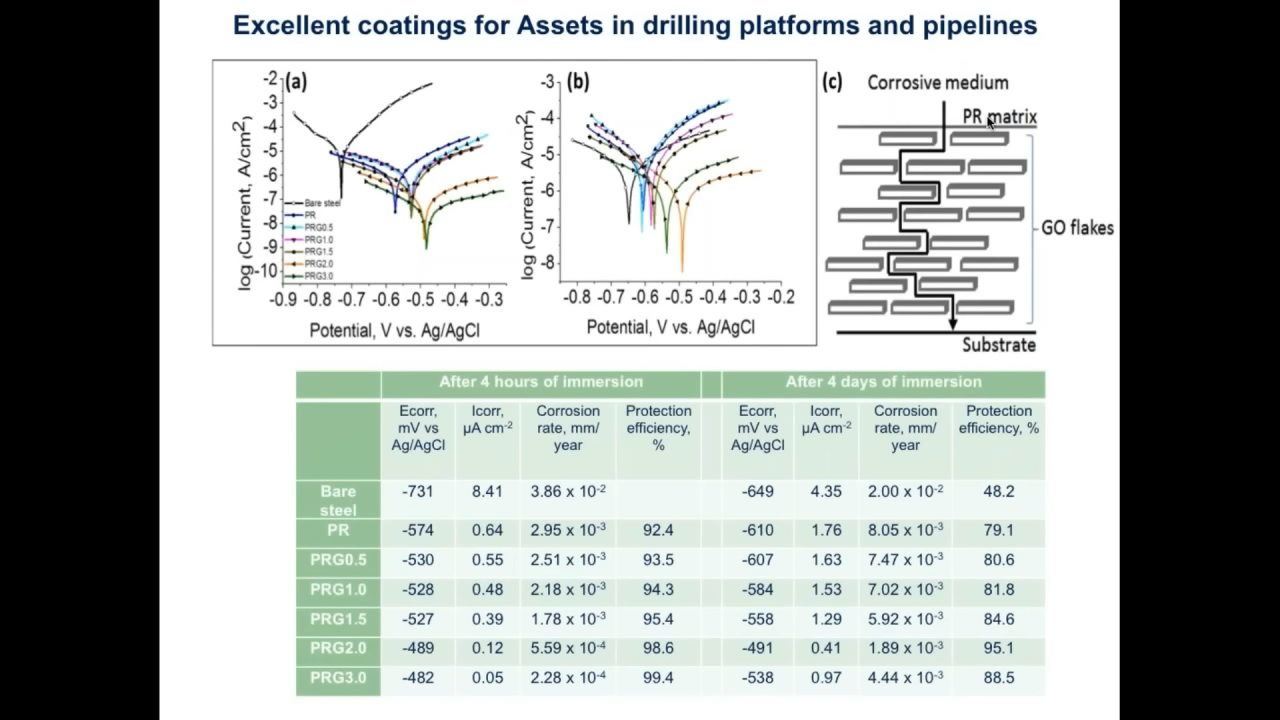 Excellent coatings for Assets in drilling platforms and pipelines
(a)
-2
-3
-4
-5
-6
-7
-8
-9
-10
log (Current, A/cm²)
Bare steel
PR
PRG0.5
PRG1.0
PRG1.5
PRG2.0
PRG3.0
-0.9 -0.8 -0.7 -0.6 -0.5 -0.4 -0.3
Potential, V vs. Ag/AgCl
(b)
-3
-4
-5
-6
-7
-8
log (Current, A/cm²)
-0.8 -0.7 -0.6 -0.5 -0.4 -0.3 -0.2
Potential, V vs. Ag/AgCl
(c) Corrosive medium
PR matrix
GO flakes
Substrate
After 4 hours of immersion After 4 days of immersion
Ecorr, mV vs Ag/AgCl Icorr, µA cm⁻² Corrosion rate, mm/ year Protection efficiency, % Ecorr, mV vs Ag/AgCl Icorr, µA cm⁻² Corrosion rate, mm/ year Protection efficiency, %
Bare steel -731 8.41 3.86 x 10⁻² -649 4.35 2.00 x 10⁻² 48.2
PR -574 0.64 2.95 x 10⁻³ 92.4 -610 1.76 8.05 x 10⁻³ 79.1
PRG0.5 -530 0.55 2.51 x 10⁻³ 93.5 -607 1.63 7.47 x 10⁻³ 80.6
PRG1.0 -528 0.48 2.18 x 10⁻³ 94.3 -584 1.53 7.02 x 10⁻³ 81.8
PRG1.5 -527 0.39 1.78 x 10⁻³ 95.4 -558 1.29 5.92 x 10⁻³ 84.6
PRG2.0 -489 0.12 5.59 x 10⁻⁴ 98.6 -491 0.41 1.89 x 10⁻³ 95.1
PRG3.0 -482 0.05 2.28 x 10⁻⁴ 99.4 -538 0.97 4.44 x 10⁻³ 88.5